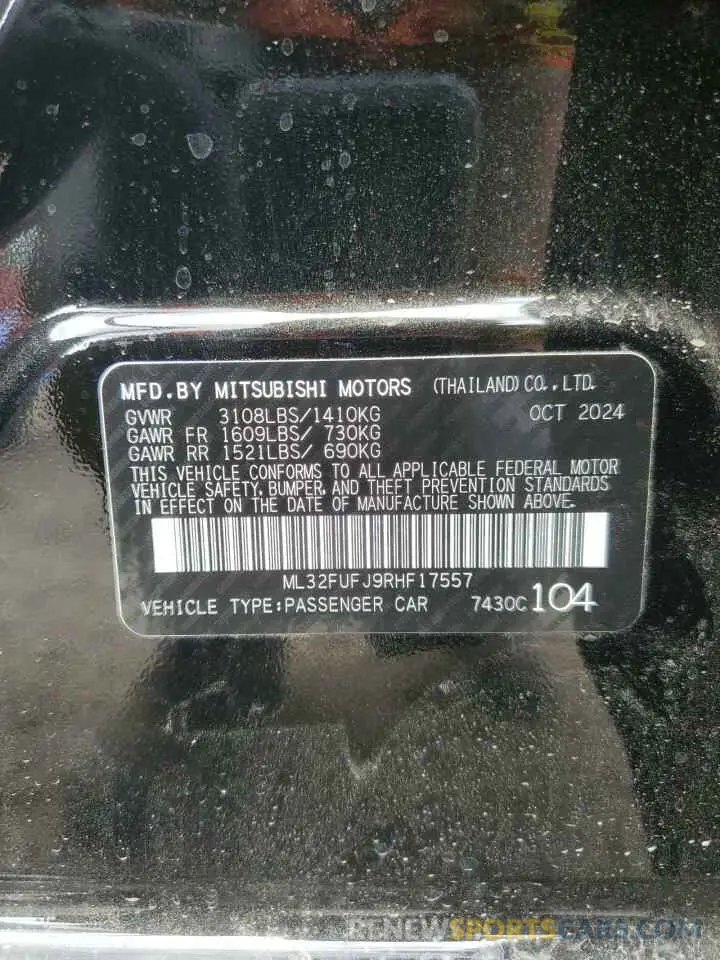 MFD.BY MITSUBISHI MOTORS (THAILAND) CO.,LTD.
GVWR 3108LBS/1410KG OCT 2024
GAWR FR 1609LBS/ 730KG
GAWR RR 1521LBS/ 690KG
THIS VEHICLE CONFORMS TO ALL APPLICABLE FEDERAL MOTOR
VEHICLE SAFETY, BUMPER, AND THEFT PREVENTION STANDARDS
IN EFFECT ON THE DATE OF MANUFACTURE SHOWN ABOVE.
ML32FUFJ9RHF17557
VEHICLE TYPE:PASSENGER CAR 7430C 104
RENEWSPORTSCARS.COM